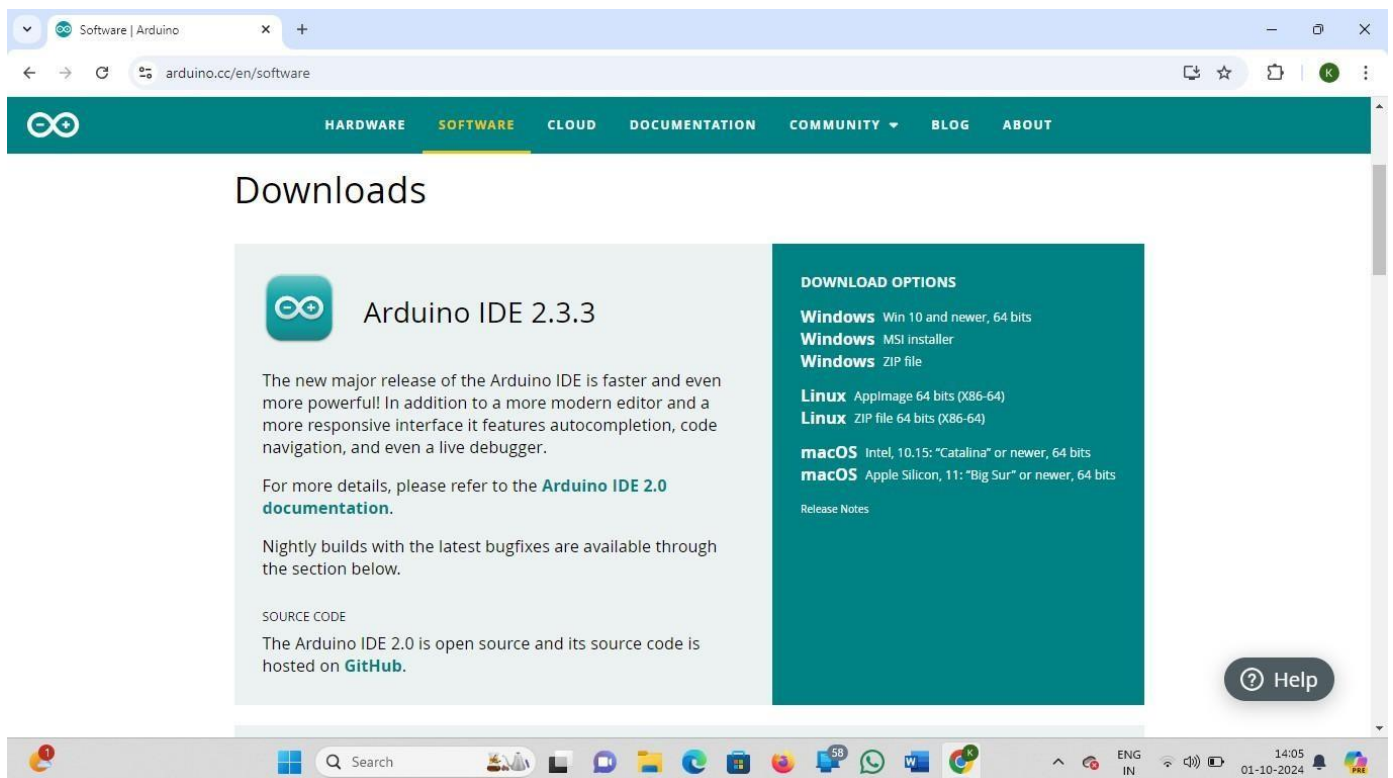 Software | Arduino
arduino.cc/en/software
K
HARDWARE SOFTWARE CLOUD DOCUMENTATION COMMUNITY BLOG ABOUT
Downloads
Arduino IDE 2.3.3
The new major release of the Arduino IDE is faster and even
more powerful! In addition to a more modern editor and a
more responsive interface it features autocompletion, code
navigation, and even a live debugger.
For more details, please refer to the Arduino IDE 2.0
documentation.
Nightly builds with the latest bugfixes are available through
the section below.
SOURCE CODE
The Arduino IDE 2.0 is open source and its source code is
hosted on GitHub.
DOWNLOAD OPTIONS
Windows Win 10 and newer, 64 bits
Windows MSI installer
Windows ZIP file
Linux AppImage 64 bits (X86-64)
Linux ZIP file 64 bits (X86-64)
macOS Intel, 10.15: “Catalina” or newer, 64 bits
macOS Apple Silicon, 11: “Big Sur” or newer, 64 bits
Release Notes
? Help
1
Search
58
K
ENG
IN
14:05
01-10-2024
PRE